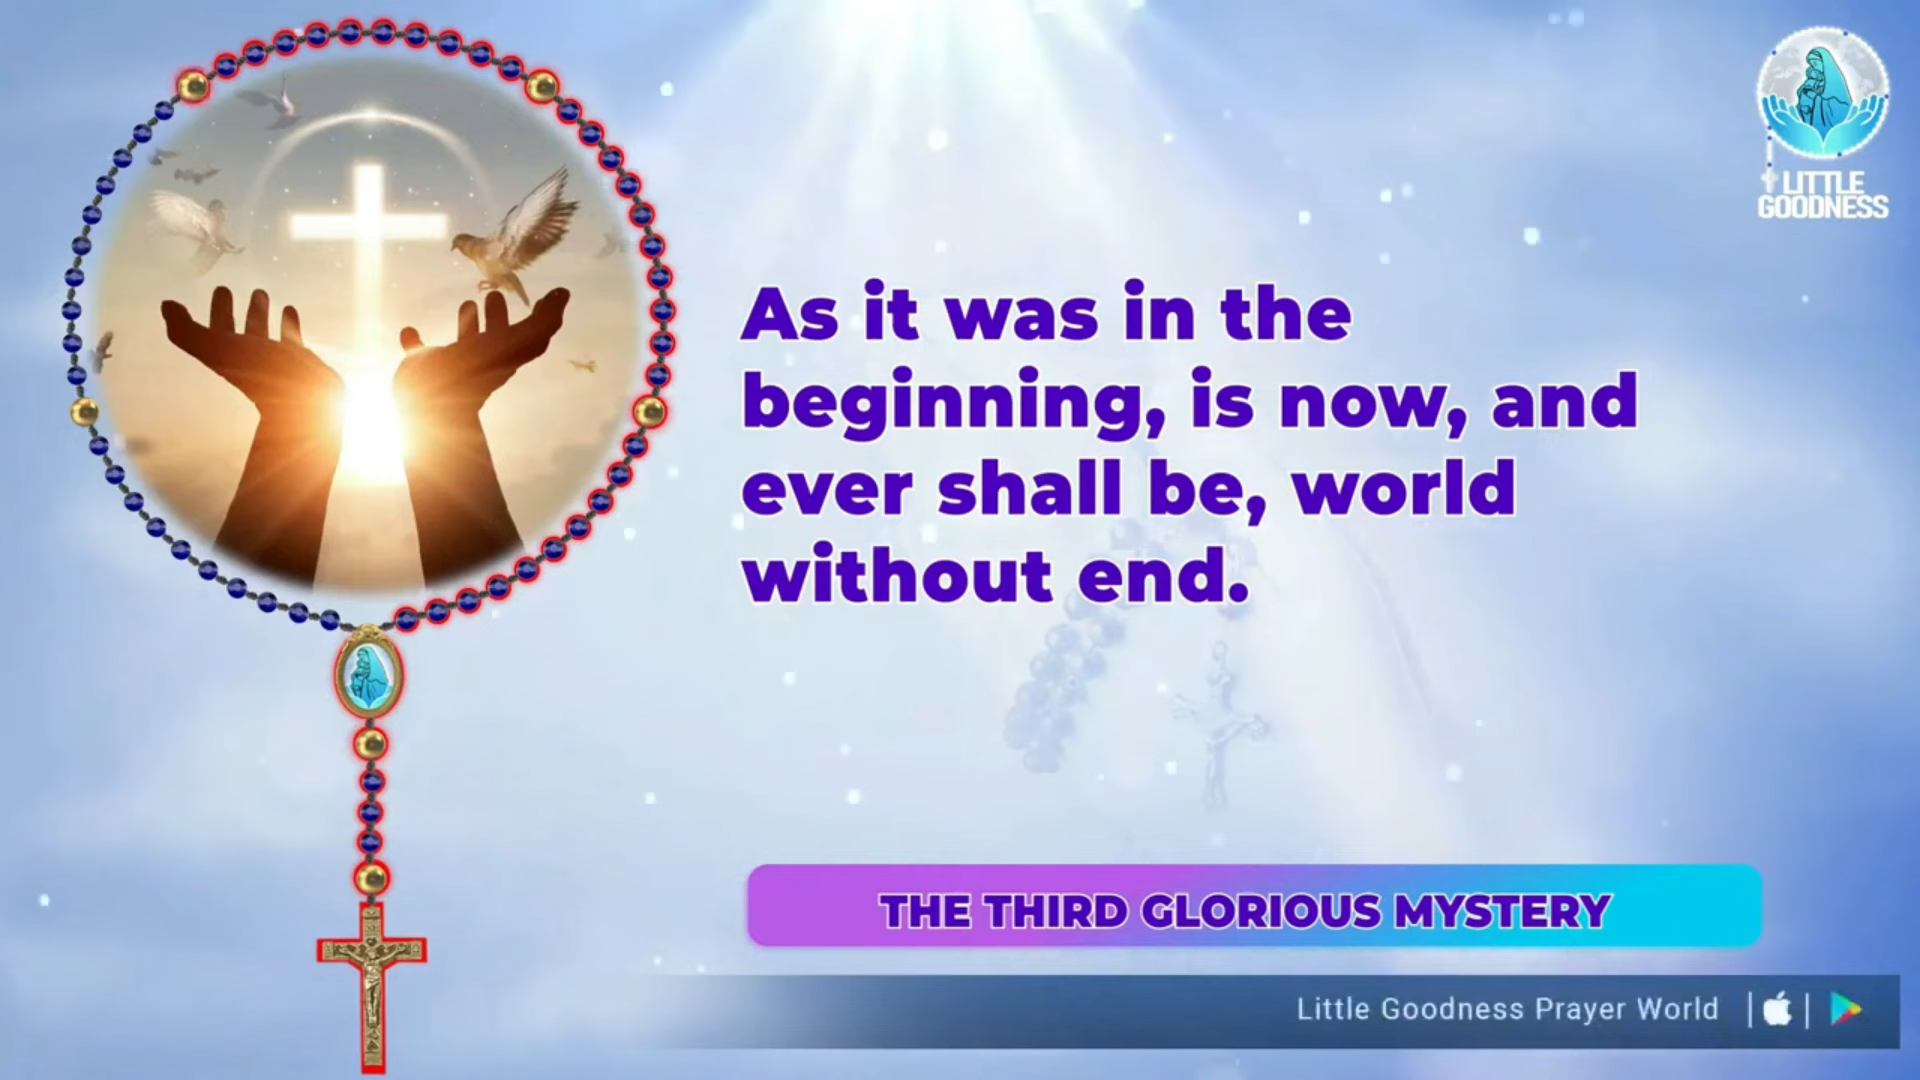 LITTLE
GOODNESS
As it was in the
beginning, is now, and
ever shall be, world
without end.
THE THIRD GLORIOUS MYSTERY
Little Goodness Prayer World